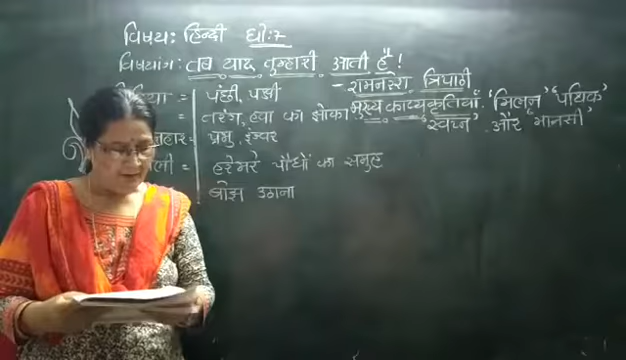 विषय: हिन्दी धो:7
विषयांग: तब याद तुम्हारी आती है!
- रामनरेश त्रिपाठी
= पंछी, पक्षी
मुख्य काव्यकृतियाँ: 'मिलन' 'पथिक'
= तरंग, हवा का झोंका
'स्वप्न' और 'मानसी'
हार= प्रभु, ईश्वर
ली = हरेभरे पौधों का समुह
बोझ उठाना